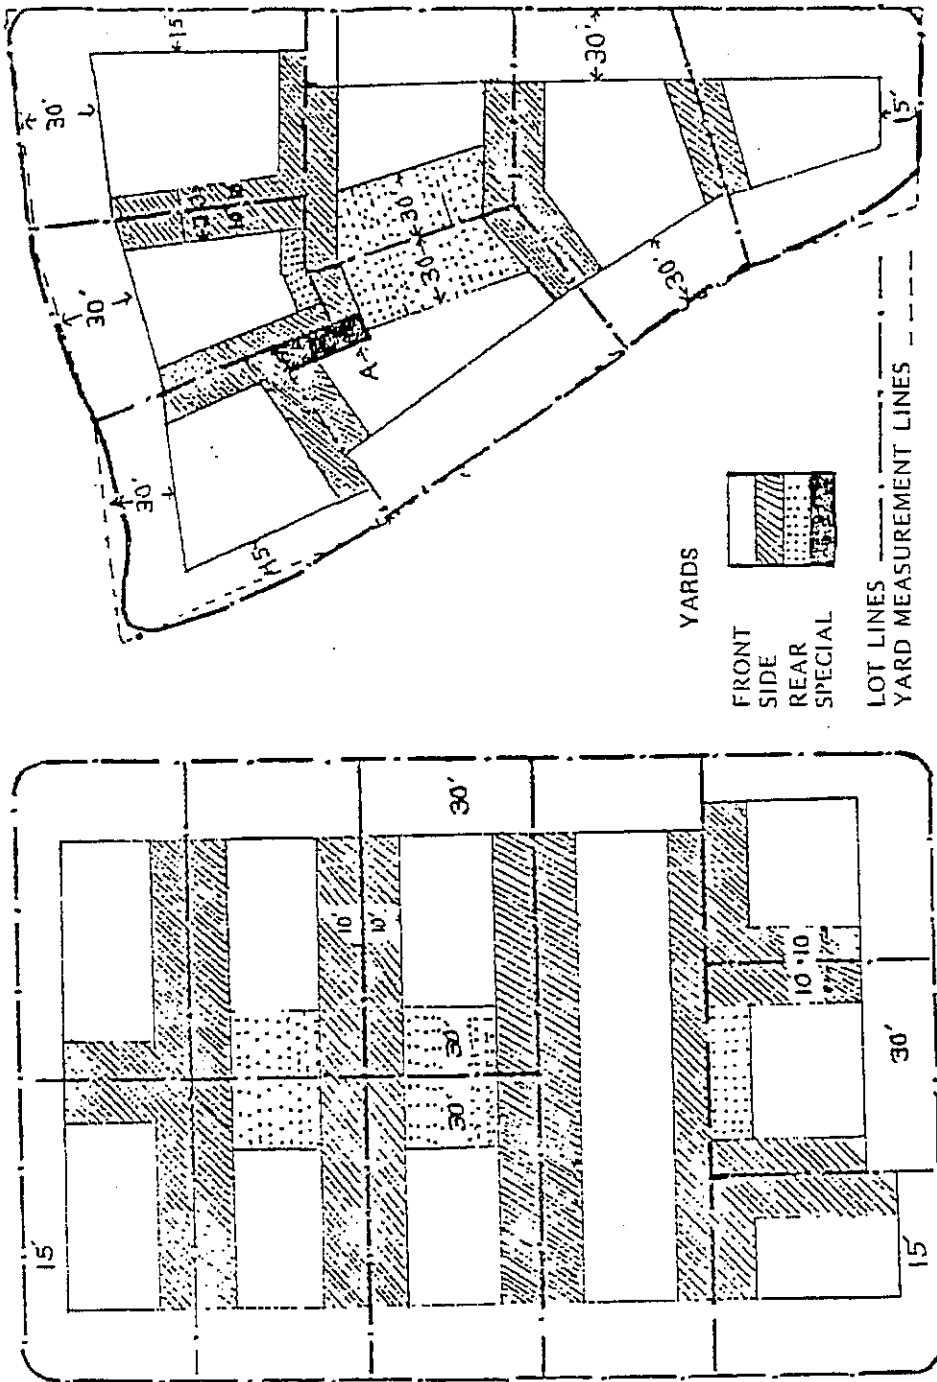 15
30'
30'
30'
30'
15'
30
30
30'
A
15
YARDS
FRONT
SIDE
REAR
SPECIAL
LOT LINES
YARD MEASUREMENT LINES
15'
30'
10'
10'
30'
30'
10
10
30'
15'